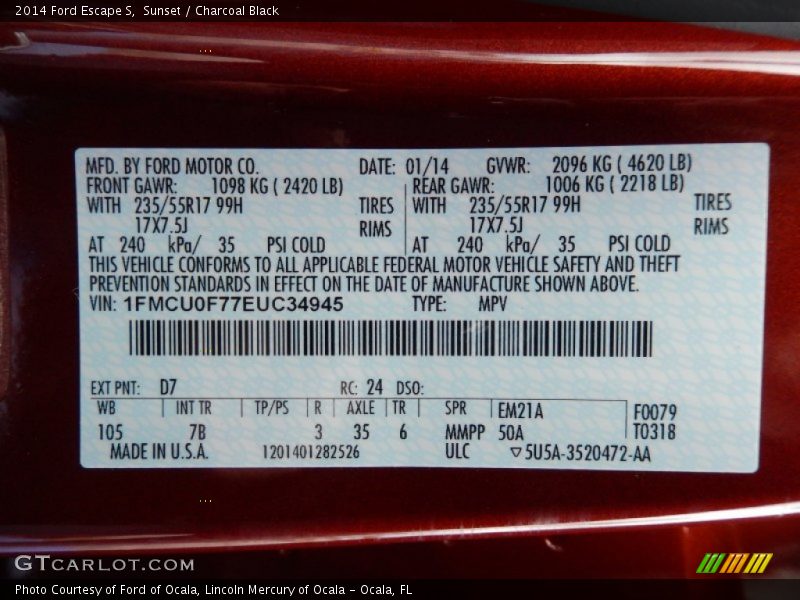 2014 Ford Escape S,  Sunset / Charcoal Black
MFD. BY FORD MOTOR CO. DATE: 01/14 GVWR: 2096 KG ( 4620 LB)
FRONT GAWR: 1098 KG ( 2420 LB) REAR GAWR: 1006 KG ( 2218 LB)
WITH 235/55R17 99H TIRES WITH 235/55R17 99H TIRES
17X7.5J RIMS 17X7.5J RIMS
AT 240 kPa/ 35 PSI COLD AT 240 kPa/ 35 PSI COLD
THIS VEHICLE CONFORMS TO ALL APPLICABLE FEDERAL MOTOR VEHICLE SAFETY AND THEFT
PREVENTION STANDARDS IN EFFECT ON THE DATE OF MANUFACTURE SHOWN ABOVE.
VIN: 1FMCU0F77EUC34945 TYPE: MPV
EXT PNT: D7 RC: 24 DSO:
WB INT TR TP/PS R AXLE TR SPR EM21A F0079
105 7B 3 35 6 MMPP 50A T0318
MADE IN U.S.A. 1201401282526 ULC ▽5U5A-3520472-AA
GTCARLOT.COM
Photo Courtesy of Ford of Ocala, Lincoln Mercury of Ocala - Ocala, FL